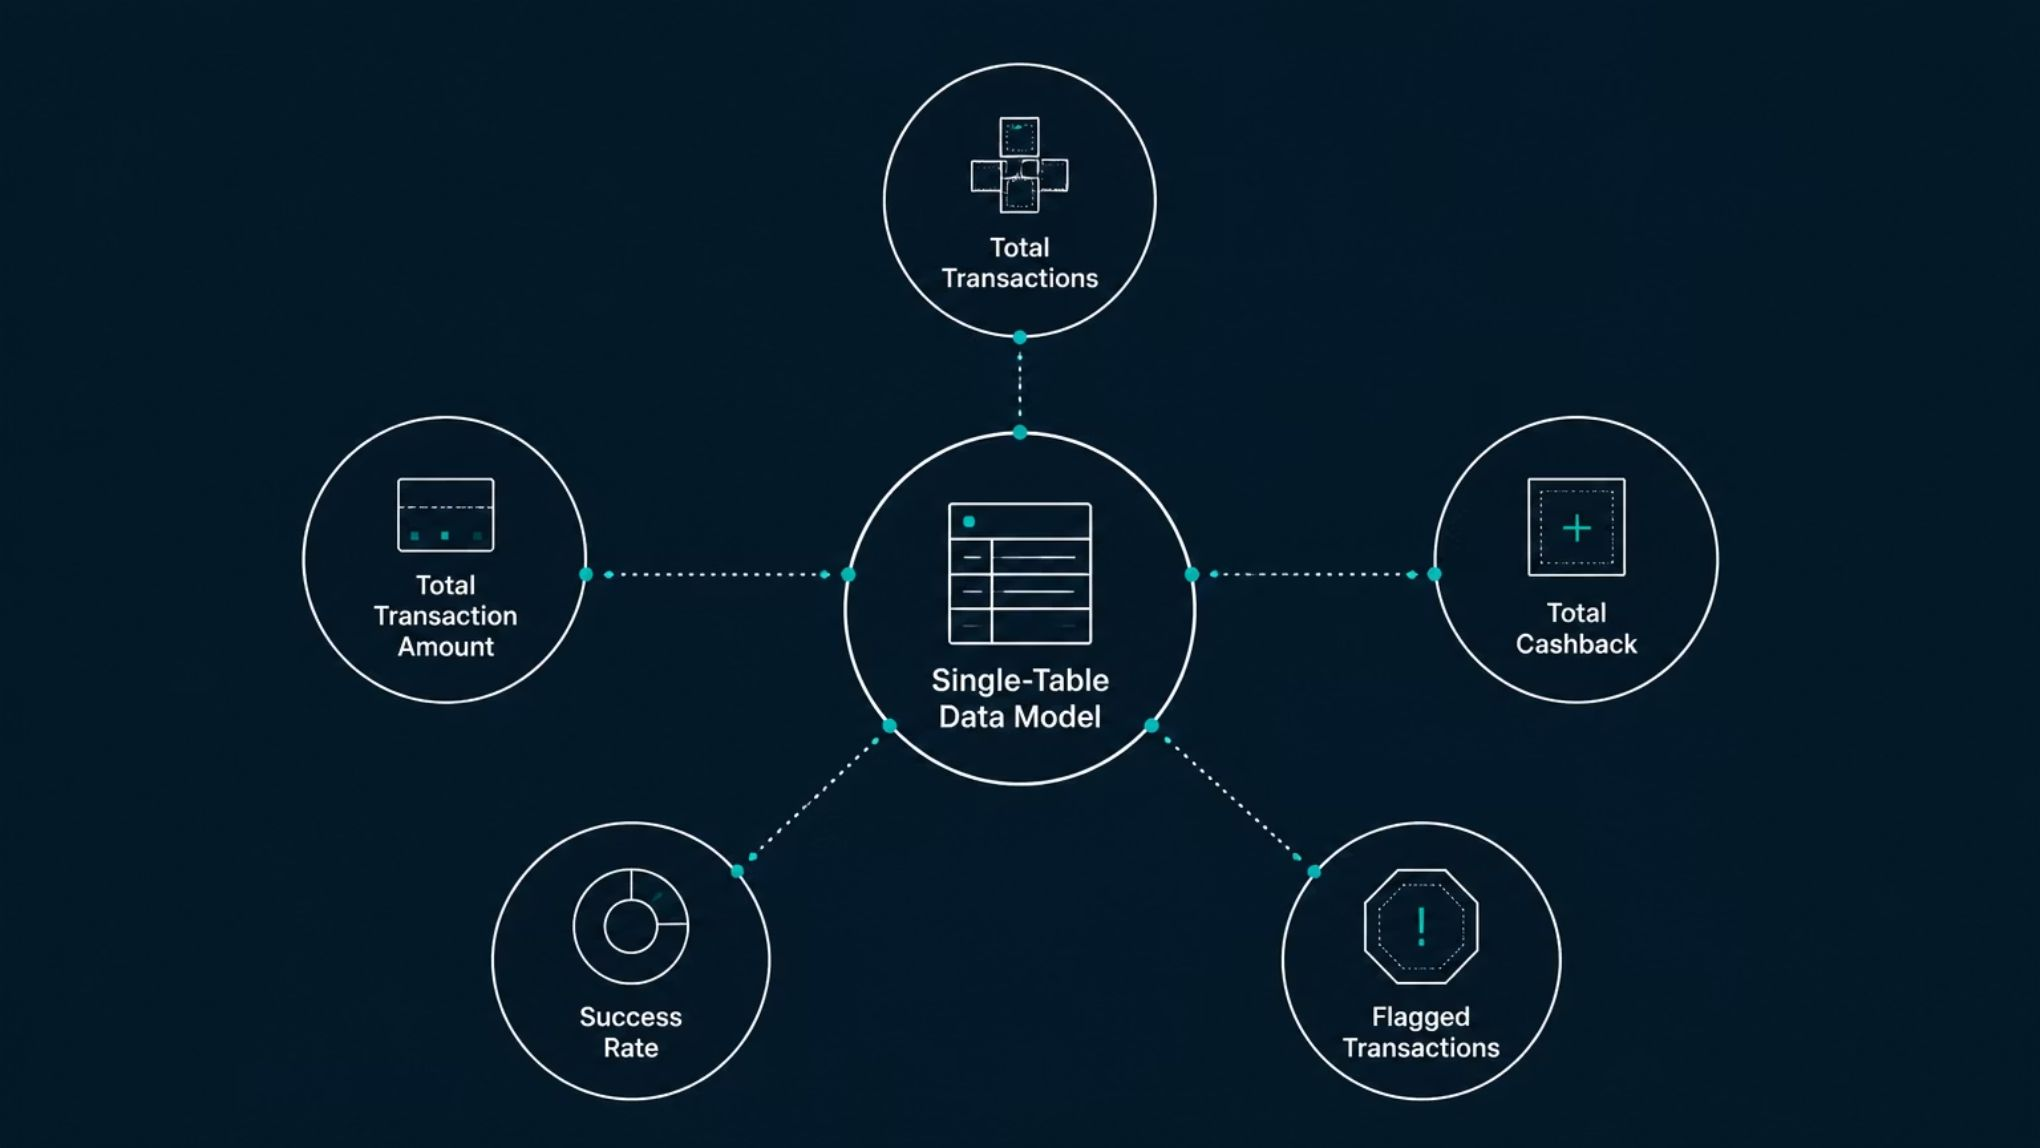 Total
Transactions
Total
Transaction
Amount
Single-Table
Data Model
Total
Cashback
Success
Rate
!
Flagged
Transactions